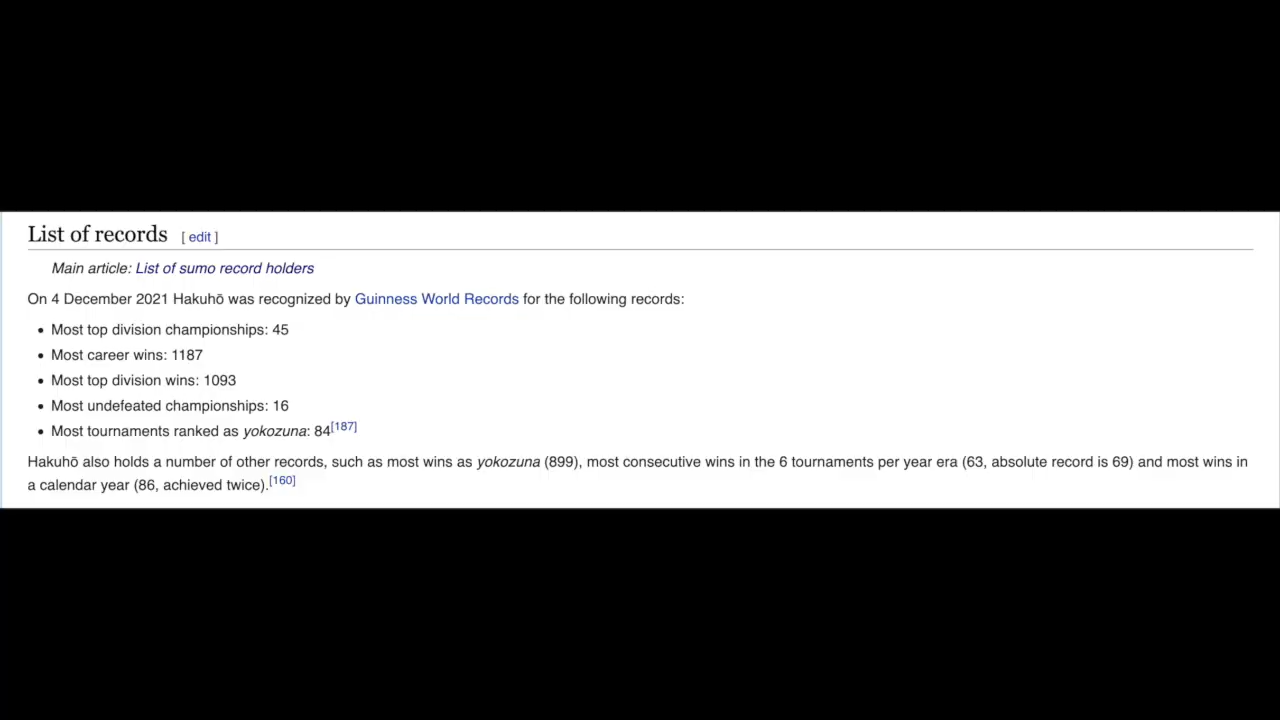 List of records [ edit ]
Main article: List of sumo record holders
On 4 December 2021 Hakuhō was recognized by Guinness World Records for the following records:
• Most top division championships: 45
• Most career wins: 1187
• Most top division wins: 1093
• Most undefeated championships: 16
• Most tournaments ranked as yokozuna: 84[187]
Hakuhō also holds a number of other records, such as most wins as yokozuna (899), most consecutive wins in the 6 tournaments per year era (63, absolute record is 69) and most wins in
a calendar year (86, achieved twice).[160]